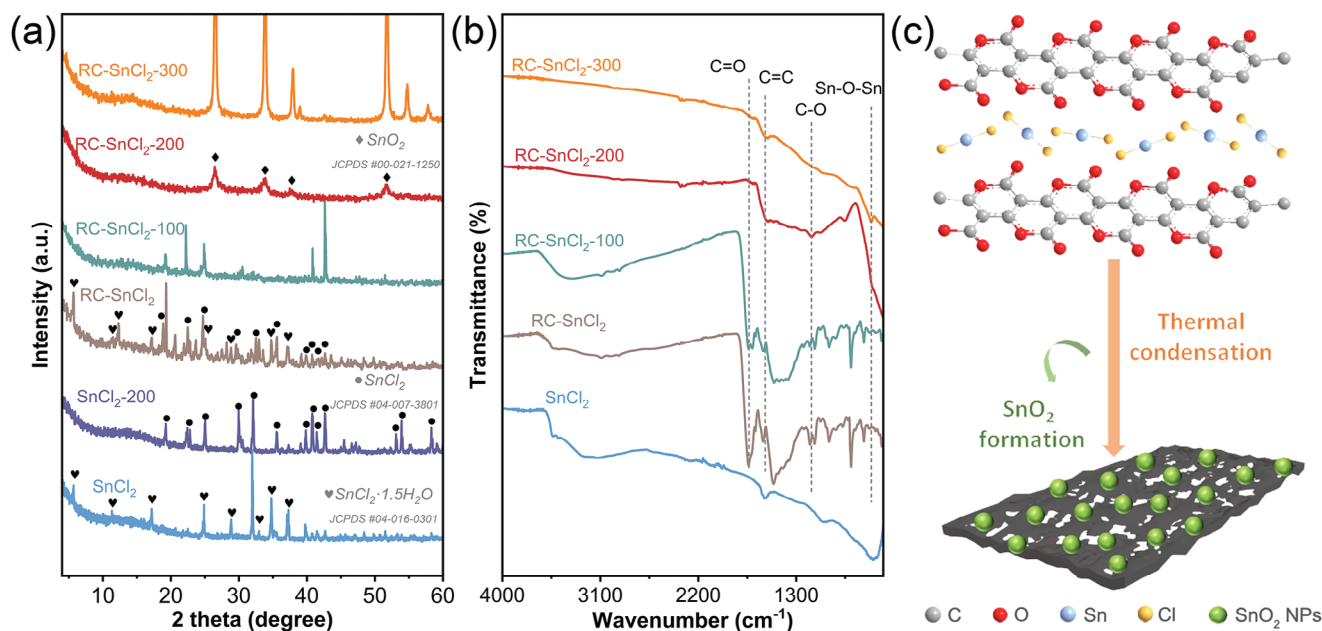 (a)
RC-SnCl₂-300
RC-SnCl₂-200
◆ SnO₂
JCPDS #00-021-1250
RC-SnCl₂-100
RC-SnCl₂
● SnCl₂
JCPDS #04-007-3801
SnCl₂-200
SnCl₂
♥ SnCl₂·1.5H₂O
JCPDS #04-016-0301
Intensity (a.u.)
10 20 30 40 50 60
2 theta (degree)
(b)
C=O
C=C
C-O
Sn-O-Sn
RC-SnCl₂-300
RC-SnCl₂-200
RC-SnCl₂-100
RC-SnCl₂
SnCl₂
Transmittance (%)
4000 3100 2200 1300
Wavenumber (cm⁻¹)
(c)
Thermal
condensation
SnO₂
formation
C O Sn Cl SnO₂ NPs